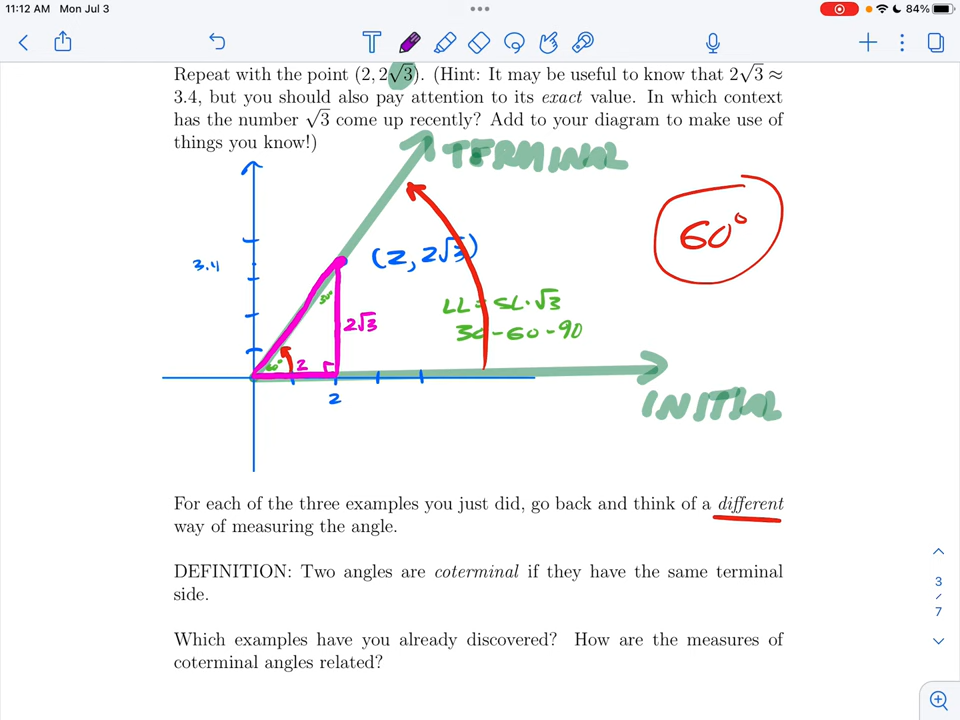 11:12 AM Mon Jul 3
84%
Repeat with the point (2, 2√3). (Hint: It may be useful to know that 2√3 ≈
3.4, but you should also pay attention to its exact value. In which context
has the number √3 come up recently? Add to your diagram to make use of
things you know!)
TERMINAL
60°
(2, 2√3)
3.4
30°
LL = SL·√3
2√3
30-60-90
60°
2
2
INITIAL
For each of the three examples you just did, go back and think of a different
way of measuring the angle.
DEFINITION: Two angles are coterminal if they have the same terminal
side.
3
/
7
Which examples have you already discovered? How are the measures of
coterminal angles related?